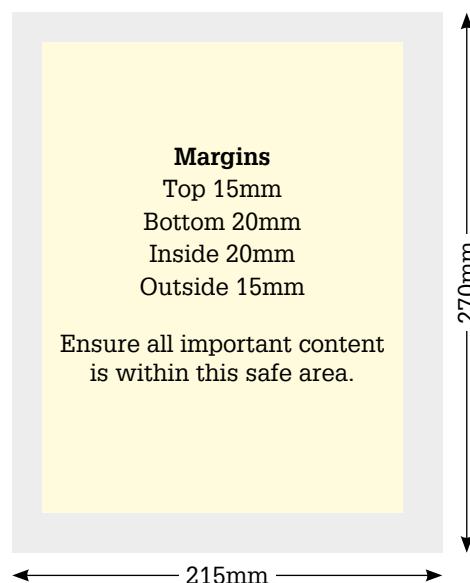 Margins
Top 15mm
Bottom 20mm
Inside 20mm
Outside 15mm
Ensure all important content
is within this safe area.
270mm
215mm